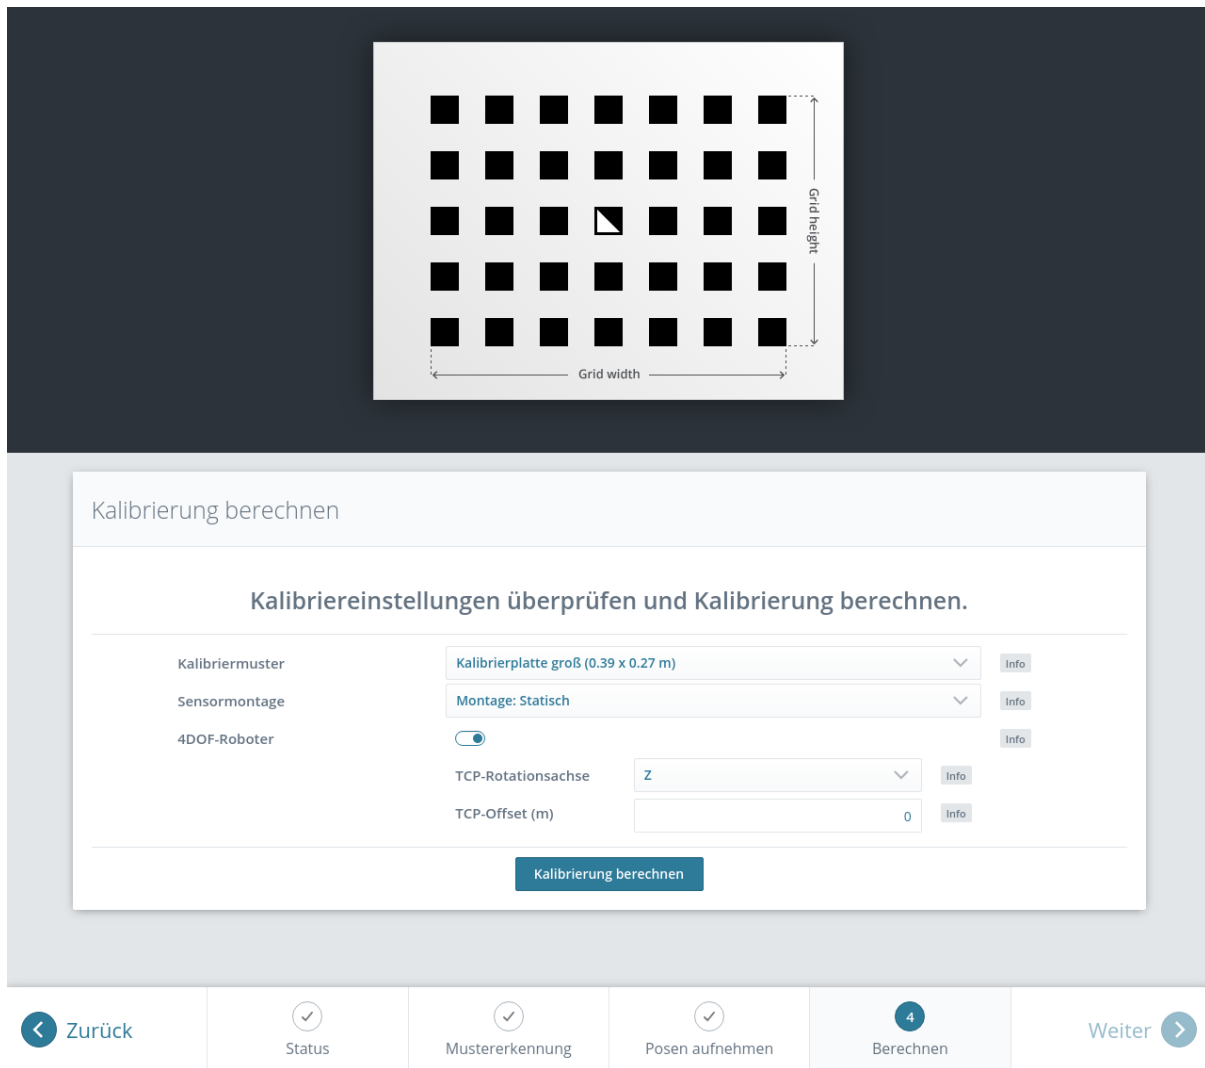 Grid height
Grid width
Kalibrierung berechnen
Kalibriereinstellungen überprüfen und Kalibrierung berechnen.
Kalibriermuster
Kalibrierplatte groß (0.39 x 0.27 m)
Info
Sensormontage
Montage: Statisch
Info
4DOF-Roboter
Info
TCP-Rotationsachse
Z
Info
TCP-Offset (m)
0
Info
Kalibrierung berechnen
Zurück
Status
Mustererkennung
Posen aufnehmen
4
Berechnen
Weiter